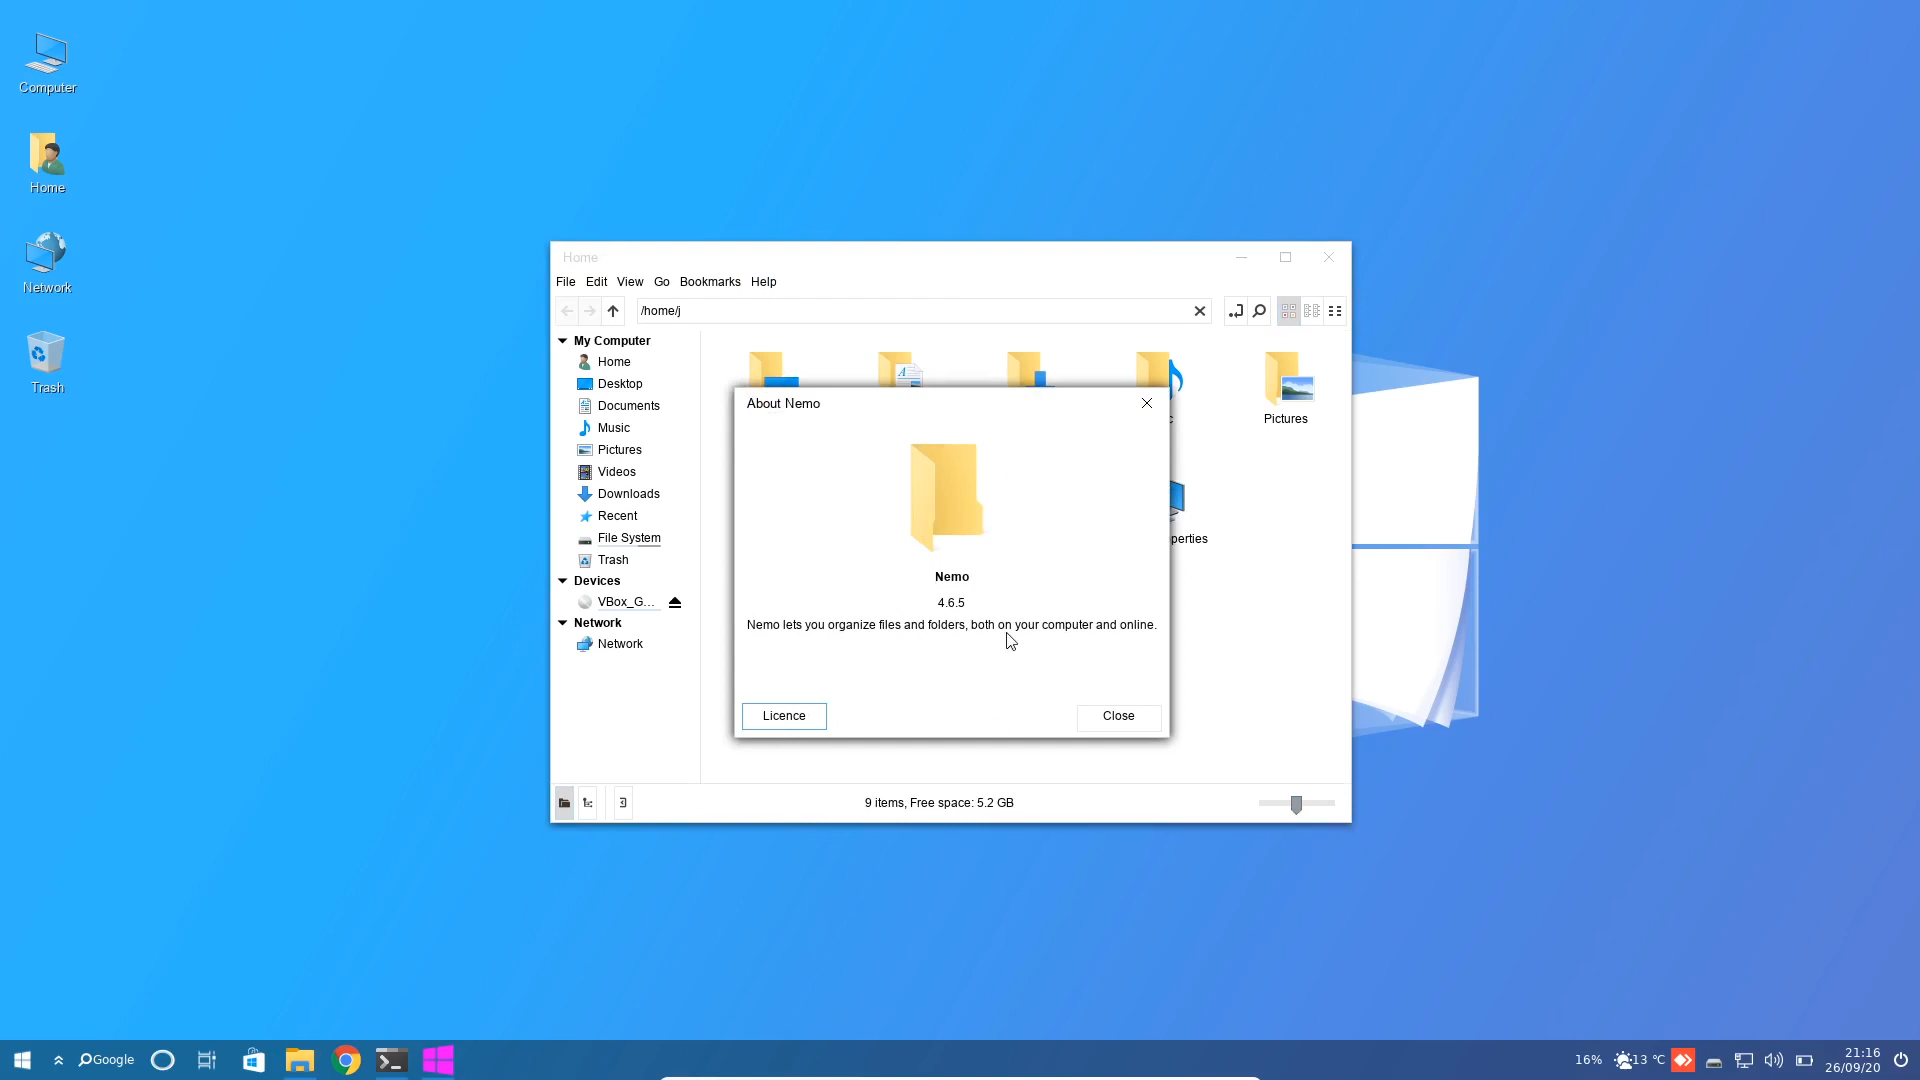 Computer
Home
Network
Trash
Home
File Edit View Go Bookmarks Help
/home/j
My Computer
Home
Desktop
Documents
Music
Pictures
Videos
Downloads
Recent
File System
Trash
Devices
VBox_G...
Network
Network
Pictures
c
perties
About Nemo
Nemo
4.6.5
Nemo lets you organize files and folders, both on your computer and online.
Licence
Close
9 items, Free space: 5.2 GB
Google
16%
13 °C
21:16
26/09/20